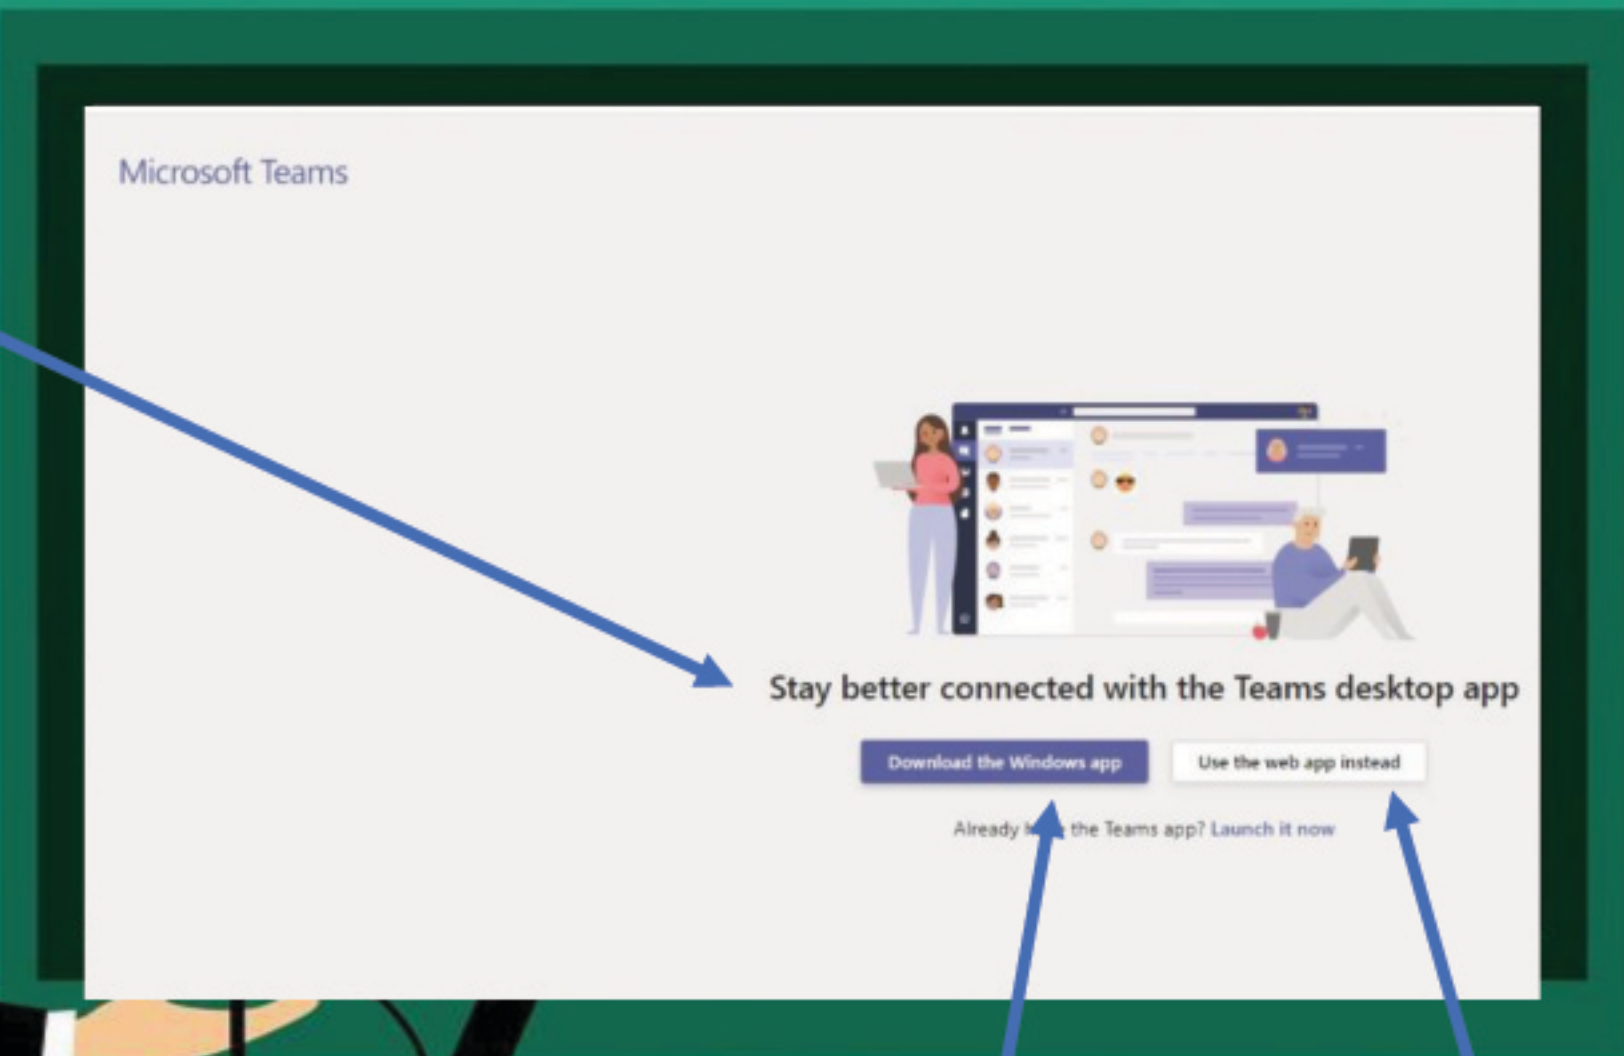 Microsoft Teams
Stay better connected with the Teams desktop app
Download the Windows app
Use the web app instead
Already the Teams app? Launch it now